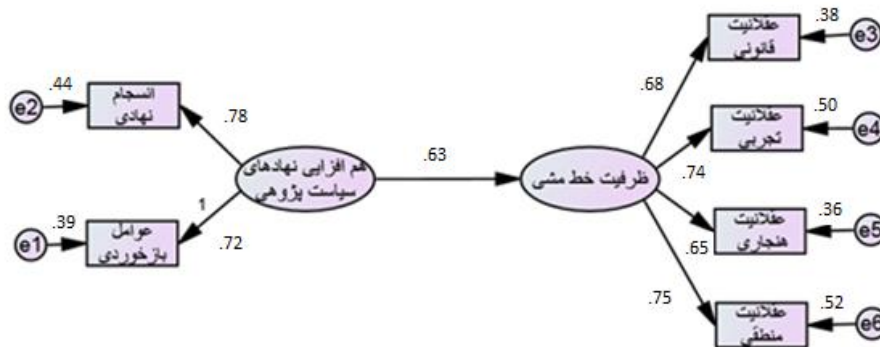 e2
.44
انسجام
نهادی
.78
e1
.39
عوامل
بازخوردی
1
.72
هم افزایی نهادهای
سیاست پژوهی
.63
ظرفیت خط مشی
.68
عقلانیت
قانونی
.38
e3
.74
عقلانیت
تجربی
.50
e4
.65
عقلانیت
هنجاری
.36
e5
.75
عقلانیت
منطقی
.52
e6